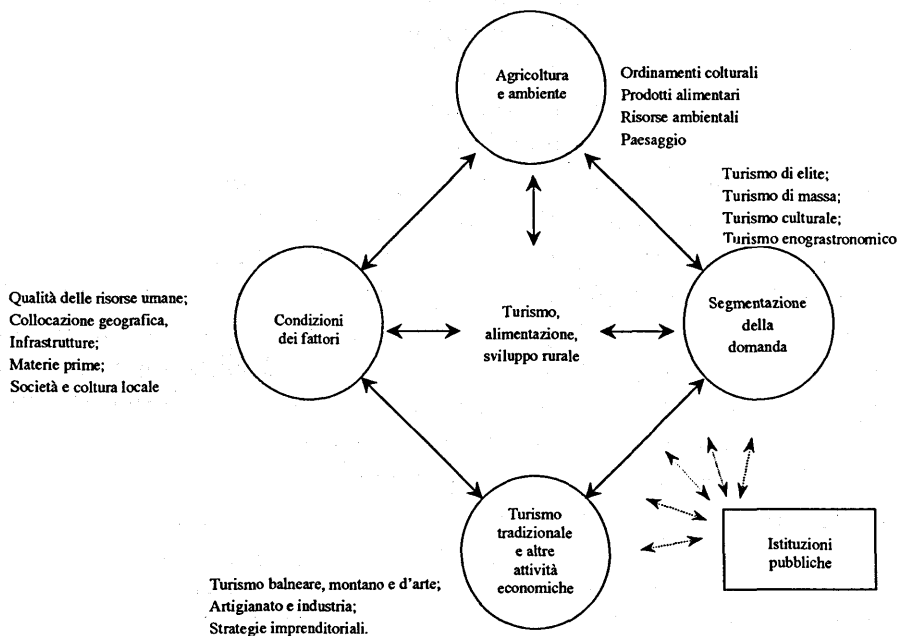 Agricoltura
e ambiente
Ordinamenti colturali
Prodotti alimentari
Risorse ambientali
Paesaggio
Turismo di elite;
Turismo di massa;
Turismo culturale;
Turismo enograstronomico
Qualità delle risorse umane;
Collocazione geografica,
Infrastrutture;
Materie prime;
Società e coltura locale
Condizioni
dei fattori
Turismo,
alimentazione,
sviluppo rurale
Segmentazione
della
domanda
Turismo
tradizionale
e altre
attività
economiche
Istituzioni
pubbliche
Turismo balneare, montano e d'arte;
Artigianato e industria;
Strategie imprenditoriali.